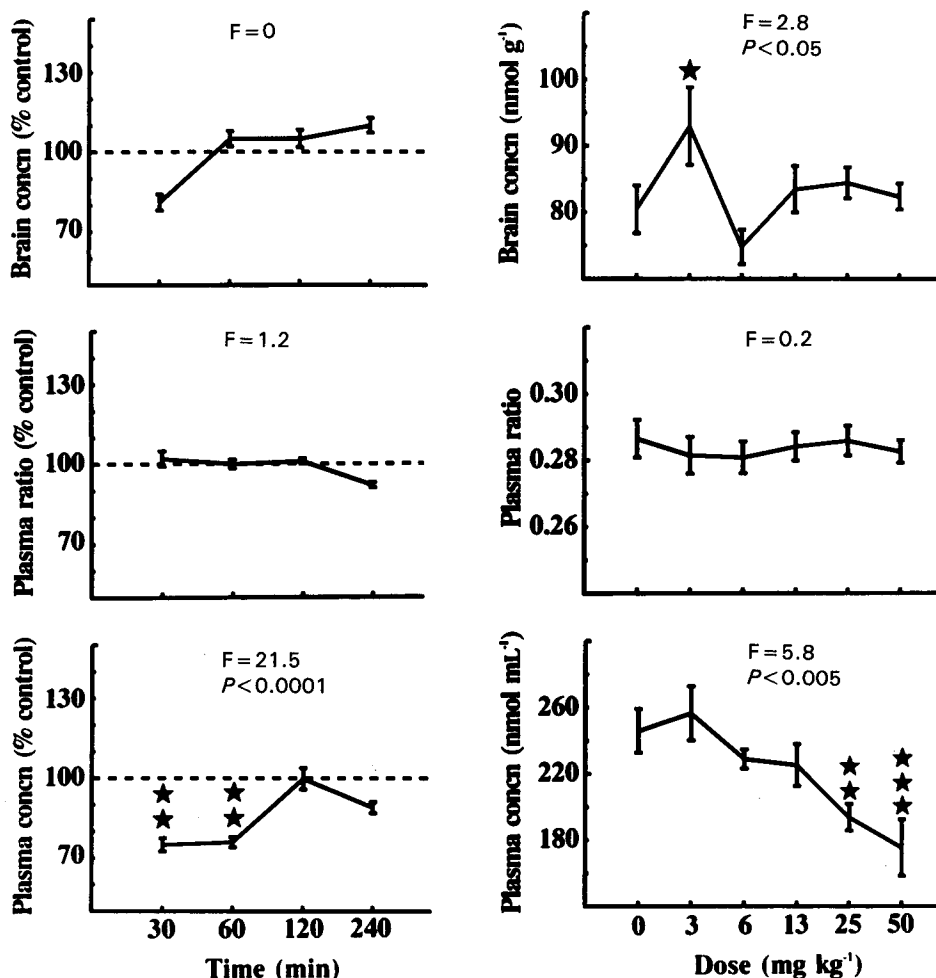 Brain concn (% control)
130
100
70
F=0
Brain concn (nmol g⁻¹)
100
90
80
F=2.8
P<0.05
Plasma ratio (% control)
130
100
70
F=1.2
Plasma ratio
0.30
0.28
0.26
F=0.2
Plasma concn (% control)
130
100
70
F=21.5
P<0.0001
30 60 120 240
Time (min)
Plasma concn (nmol mL⁻¹)
260
220
180
F=5.8
P<0.005
0 3 6 13 25 50
Dose (mg kg⁻¹)